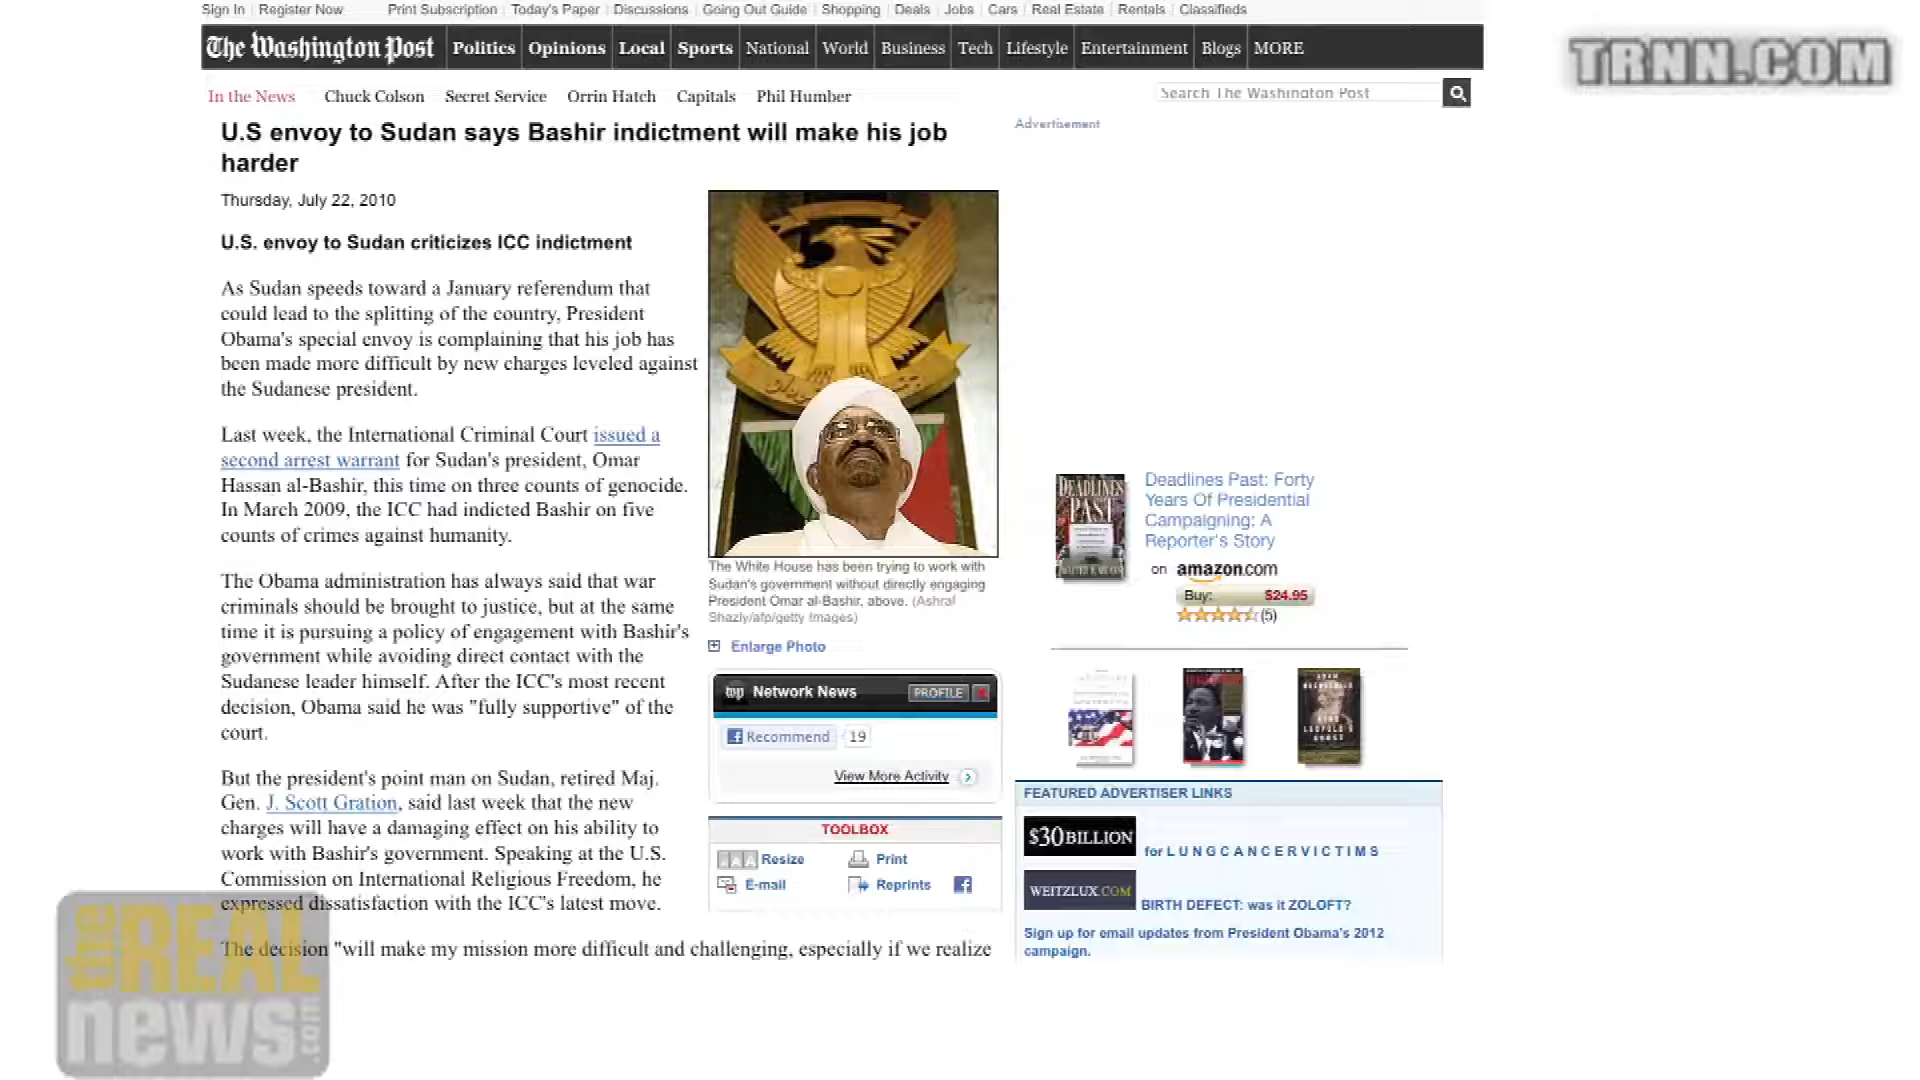 Sign In Register Now Print Subscription Today's Paper Discussions Going Out Guide Shopping Deals Jobs Cars Real Estate Rentals Classifieds
The Washington Post Politics Opinions Local Sports National World Business Tech Lifestyle Entertainment Blogs MORE
TRNN.COM
In the News Chuck Colson Secret Service Orrin Hatch Capitals Phil Humber
Search The Washington Post
Advertisement
U.S envoy to Sudan says Bashir indictment will make his job
harder
Thursday, July 22, 2010
U.S. envoy to Sudan criticizes ICC indictment
As Sudan speeds toward a January referendum that
could lead to the splitting of the country, President
Obama's special envoy is complaining that his job has
been made more difficult by new charges leveled against
the Sudanese president.
Last week, the International Criminal Court issued a
second arrest warrant for Sudan's president, Omar
Hassan al-Bashir, this time on three counts of genocide.
In March 2009, the ICC had indicted Bashir on five
counts of crimes against humanity.
The Obama administration has always said that war
criminals should be brought to justice, but at the same
time it is pursuing a policy of engagement with Bashir's
government while avoiding direct contact with the
Sudanese leader himself. After the ICC's most recent
decision, Obama said he was "fully supportive" of the
court.
But the president's point man on Sudan, retired Maj.
Gen. J. Scott Gration, said last week that the new
charges will have a damaging effect on his ability to
work with Bashir's government. Speaking at the U.S.
Commission on International Religious Freedom, he
expressed dissatisfaction with the ICC's latest move.
The decision "will make my mission more difficult and challenging, especially if we realize
The White House has been trying to work with
Sudan's government without directly engaging
President Omar al-Bashir, above. (Ashraf
Shazly/afp/getty Images)
Enlarge Photo
Network News PROFILE X
Recommend 19
View More Activity
TOOLBOX
AAA Resize Print
E-mail Reprints
DEADLINES
PAST
Deadlines Past: Forty
Years Of Presidential
Campaigning: A
Reporter's Story
on amazon.com
Buy: $24.95
(5)
FEATURED ADVERTISER LINKS
$30 BILLION for L U N G C A N C E R V I C T I M S
WEITZLUX.COM BIRTH DEFECT: was it ZOLOFT?
Sign up for email updates from President Obama's 2012
campaign.
the REAL
news.com